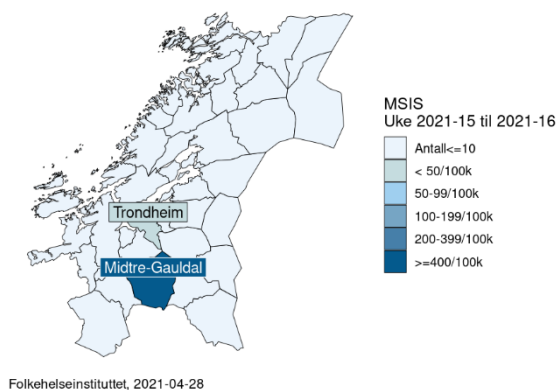 MSIS
Uke 2021-15 til 2021-16
Antall<=10
< 50/100k
50-99/100k
100-199/100k
200-399/100k
>=400/100k
Trondheim
Midtre-Gauldal
Folkehelseinstituttet, 2021-04-28